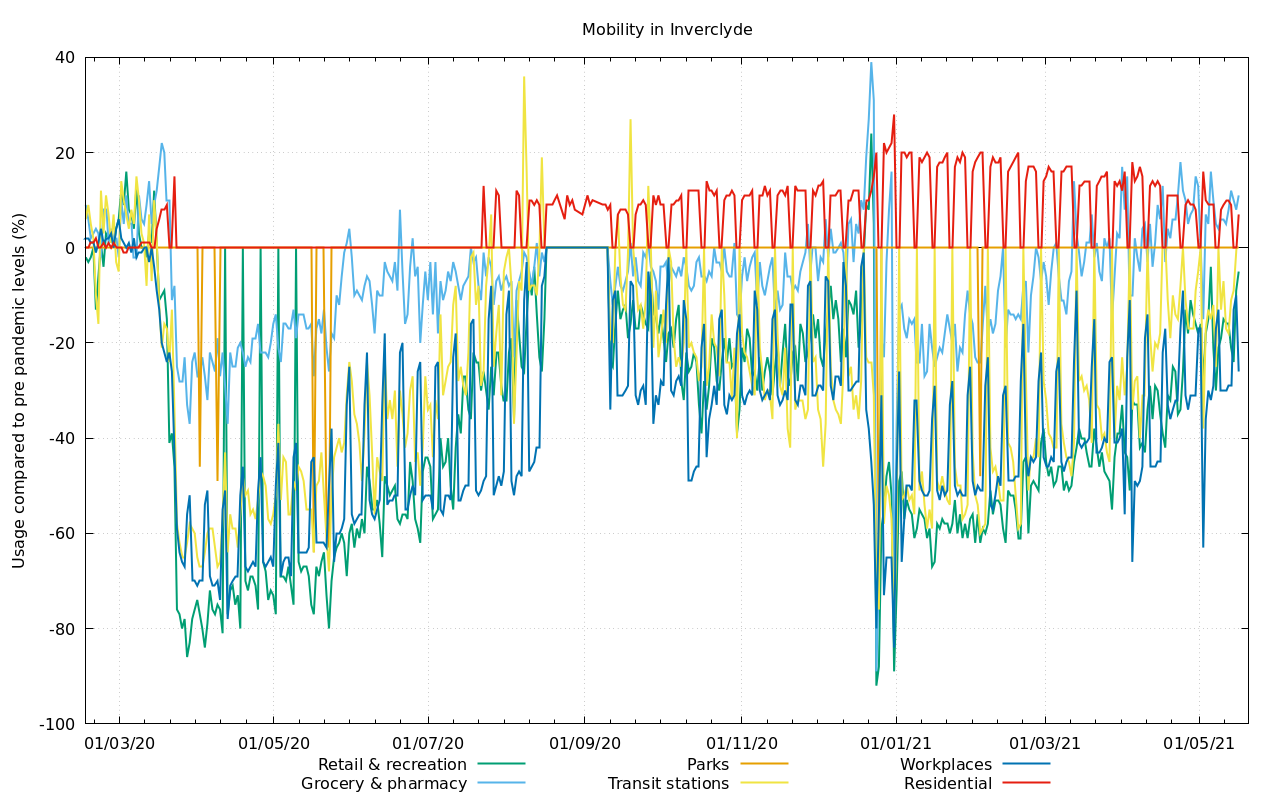 Mobility in Inverclyde
Usage compared to pre pandemic levels (%)
40
20
0
-20
-40
-60
-80
-100
01/03/20 01/05/20 01/07/20 01/09/20 01/11/20 01/01/21 01/03/21 01/05/21
Retail & recreation Parks Workplaces
Grocery & pharmacy Transit stations Residential